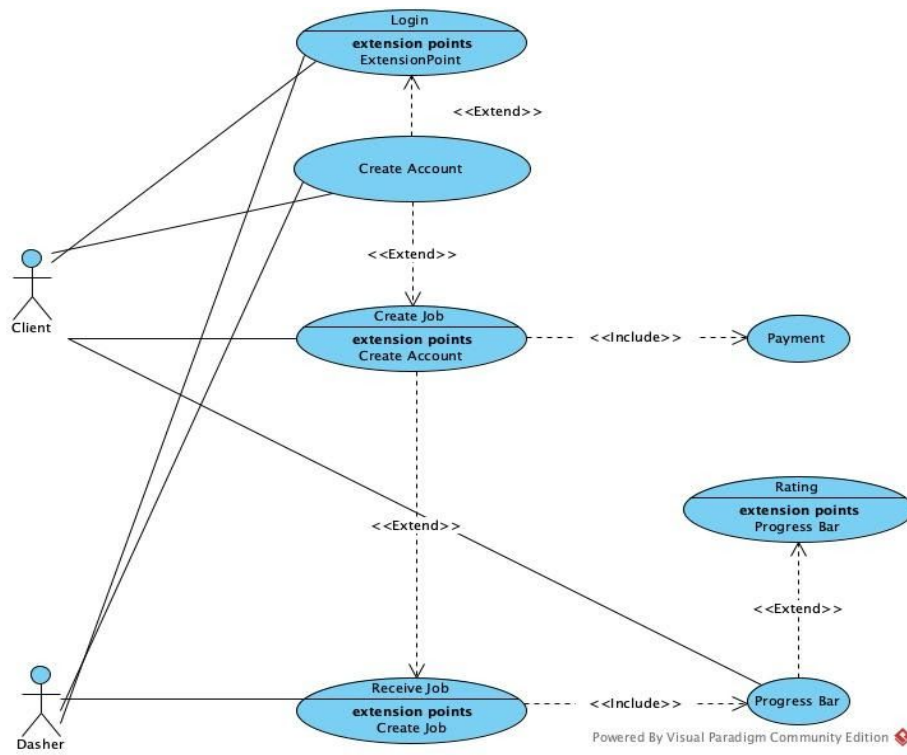 Login
extension points
ExtensionPoint
<<Extend>>
Create Account
<<Extend>>
Client
Create Job
extension points
Create Account
<<Include>>
Payment
Rating
extension points
Progress Bar
<<Extend>>
<<Extend>>
Dasher
Receive Job
extension points
Create Job
<<Include>>
Progress Bar
Powered By Visual Paradigm Community Edition